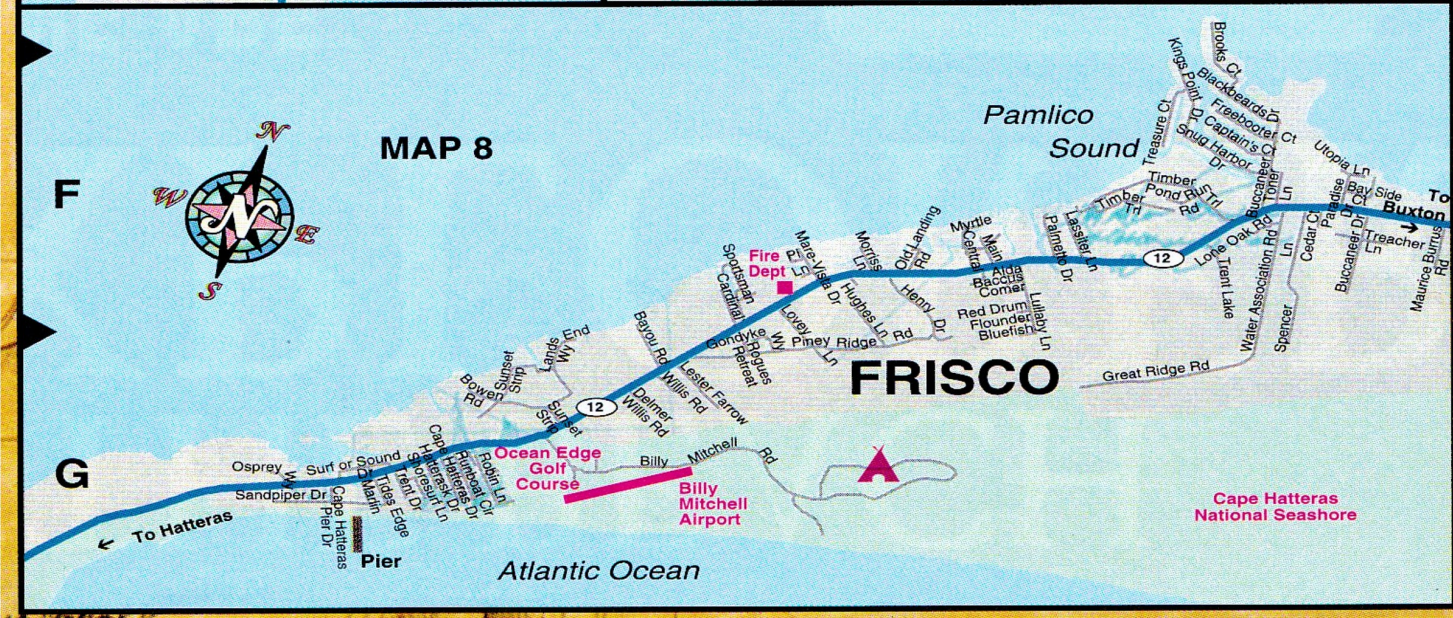 MAP 8
F
G
N
W
E
S
N
Pamlico
Sound
FRISCO
Atlantic Ocean
To
Buxton
→
← To Hatteras
12
12
Fire
Dept
Ocean Edge
Golf
Course
Billy
Mitchell
Airport
Cape Hatteras
National Seashore
Pier
Brooks Ct
Kings Point Dr
Blackbeards
Freebooter Ct
Captain's Ct
Snug Harbor
Dr
Treasure Ct
Buccaneer Dr
Toner Ln
Utopia Ln
Bay Side
Ct
Paradise
Dr
Buccaneer Dr
Treacher
Ln
Maurice Burrus
Rd
Timber
Trl
Timber
Trl
Pond Run
Rd
Lone Oak Rd
Trent Lake
Ln
Water Association Rd
Cedar Ct
Spencer
Great Ridge Rd
Lassiter Ln
Palmetto Dr
Myrtle
Central
Main
Alda
Baccus
Corner
Red Drum
Flounder
Bluefish
Lullaby Ln
Old Landing
Rd
Morriss
Ln
Henry Dr
Hughes Ln
Mare-Vista Dr
Pl
Ln
Lovey
Ln
Piney Ridge Rd
Sportsman
Cardinal
Gondyke
Wy
Rogues
Retreat
Bayou Rd
Lester Farrow
Willis Rd
Delmer
Willis Rd
Lands End
Wy
Sunset
Strip
Bowen
Rd
Sunset
Strip
Billy Mitchell Rd
Robin Ln
Runboat Cir
Cape
Hatteras Dr
Hatterask Dr
Shoresurf Ln
Trent Dr
Tides Edge
Marlin
Dr
Surf or Sound
Osprey
Wy
Sandpiper Dr
Cape Hatteras
Pier Dr